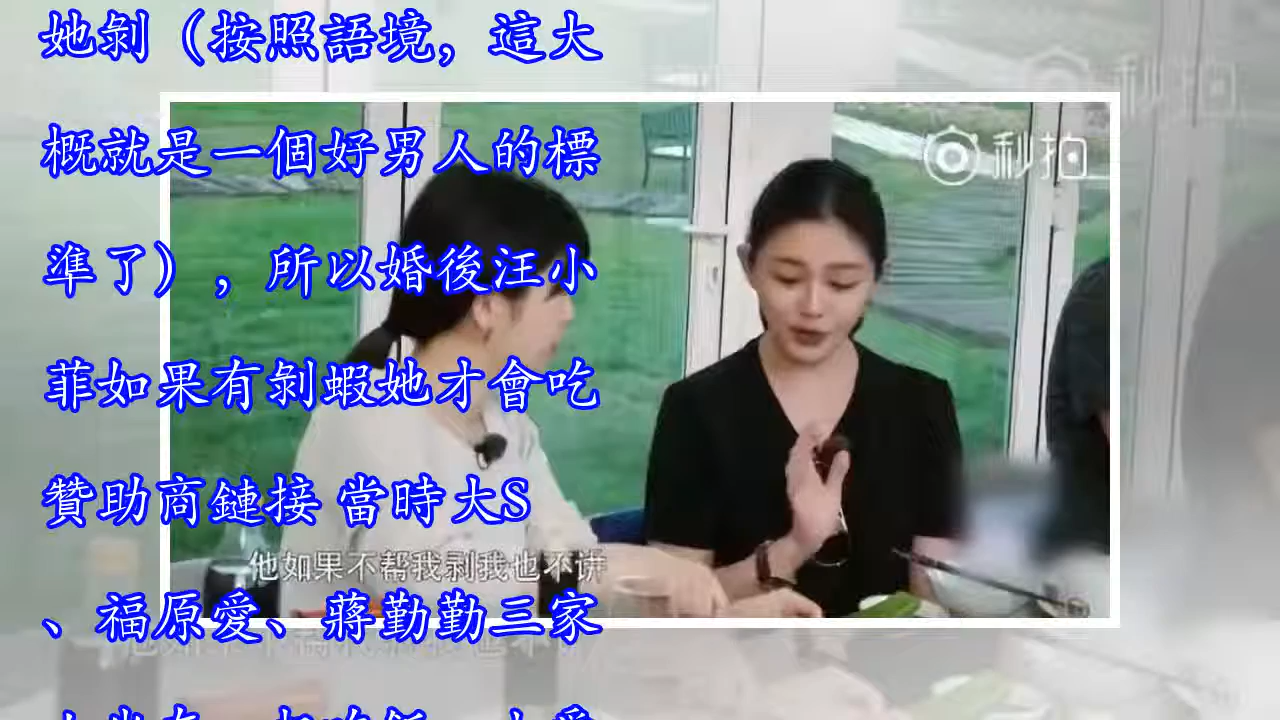 她剝（按照語境，這大
概就是一個好男人的標
準了），所以婚後汪小
菲如果有剝蝦她才會吃
贊助商鏈接 當時大S
、福原愛、蔣勤勤三家
秒拍
他如果不帮我剥我也不讲